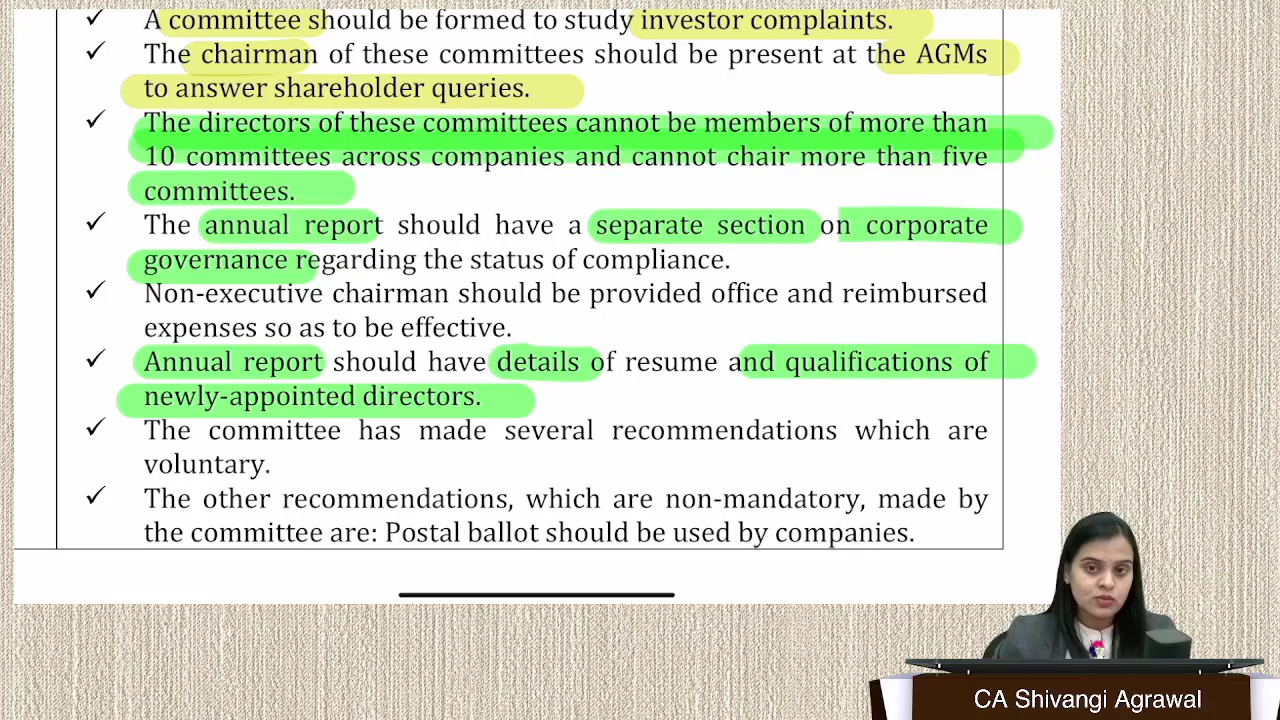 ✓ A committee should be formed to study investor complaints.
✓ The chairman of these committees should be present at the AGMs
to answer shareholder queries.
✓ The directors of these committees cannot be members of more than
10 committees across companies and cannot chair more than five
committees.
✓ The annual report should have a separate section on corporate
governance regarding the status of compliance.
✓ Non-executive chairman should be provided office and reimbursed
expenses so as to be effective.
✓ Annual report should have details of resume and qualifications of
newly-appointed directors.
✓ The committee has made several recommendations which are
voluntary.
✓ The other recommendations, which are non-mandatory, made by
the committee are: Postal ballot should be used by companies.
CA Shivangi Agrawal